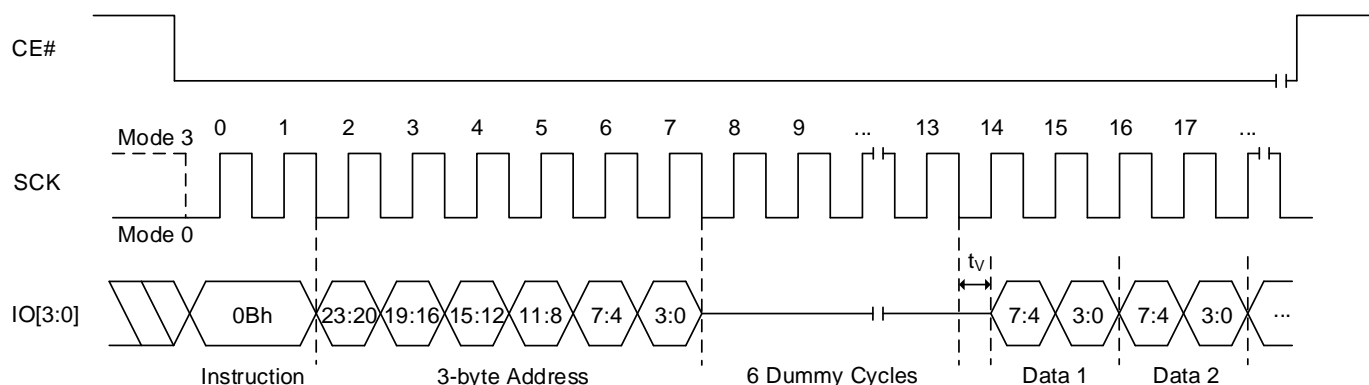 CE#
0 1 2 3 4 5 6 7 8 9 ... 13 14 15 16 17 ...
Mode 3
SCK
Mode 0
tV
IO[3:0] 0Bh 23:20 19:16 15:12 11:8 7:4 3:0 7:4 3:0 7:4 3:0 ...
Instruction 3-byte Address 6 Dummy Cycles Data 1 Data 2